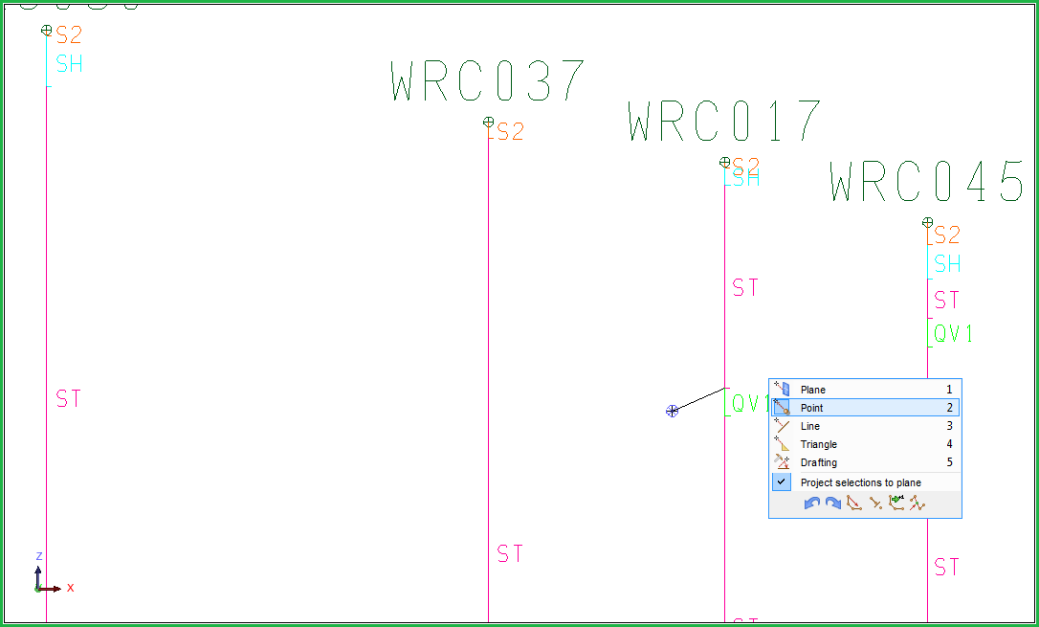 S2
SH
WRC037
S2
WRC017
S2
SH
WRC045
S2
SH
ST
ST
QV1
Plane 1
Point 2
QV1
ST
Line 3
Triangle 4
Drafting 5
Project selections to plane
ST
ST
Z
X